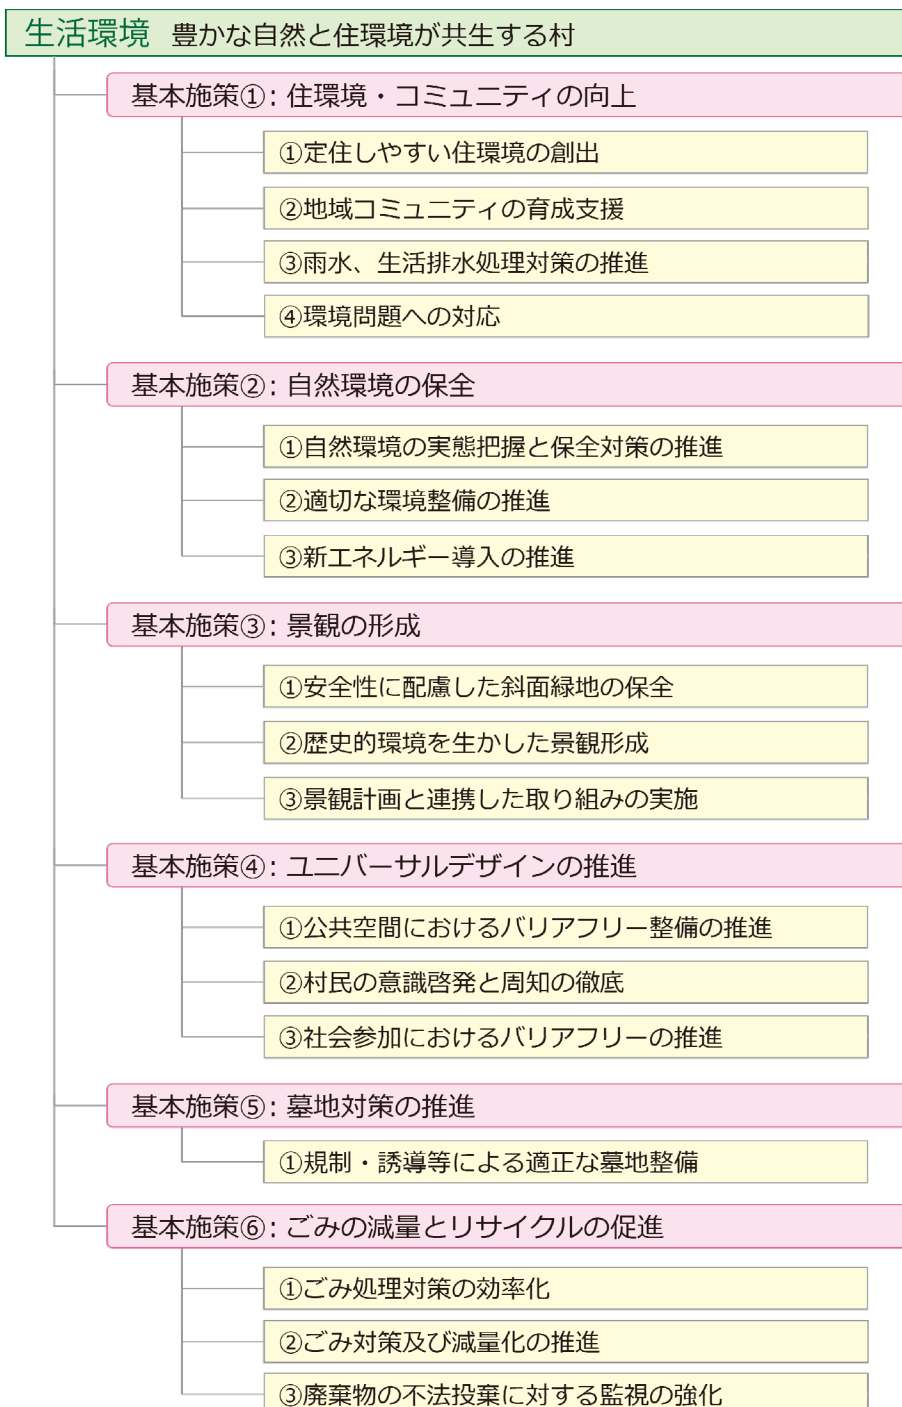 生活環境 豊かな自然と住環境が共生する村
基本施策①：住環境・コミュニティの向上
①定住しやすい住環境の創出
②地域コミュニティの育成支援
③雨水、生活排水処理対策の推進
④環境問題への対応
基本施策②：自然環境の保全
①自然環境の実態把握と保全対策の推進
②適切な環境整備の推進
③新エネルギー導入の推進
基本施策③：景観の形成
①安全性に配慮した斜面緑地の保全
②歴史的環境を生かした景観形成
③景観計画と連携した取り組みの実施
基本施策④：ユニバーサルデザインの推進
①公共空間におけるバリアフリー整備の推進
②村民の意識啓発と周知の徹底
③社会参加におけるバリアフリーの推進
基本施策⑤：墓地対策の推進
①規制・誘導等による適正な墓地整備
基本施策⑥：ごみの減量とリサイクルの促進
①ごみ処理対策の効率化
②ごみ対策及び減量化の推進
③廃棄物の不法投棄に対する監視の強化